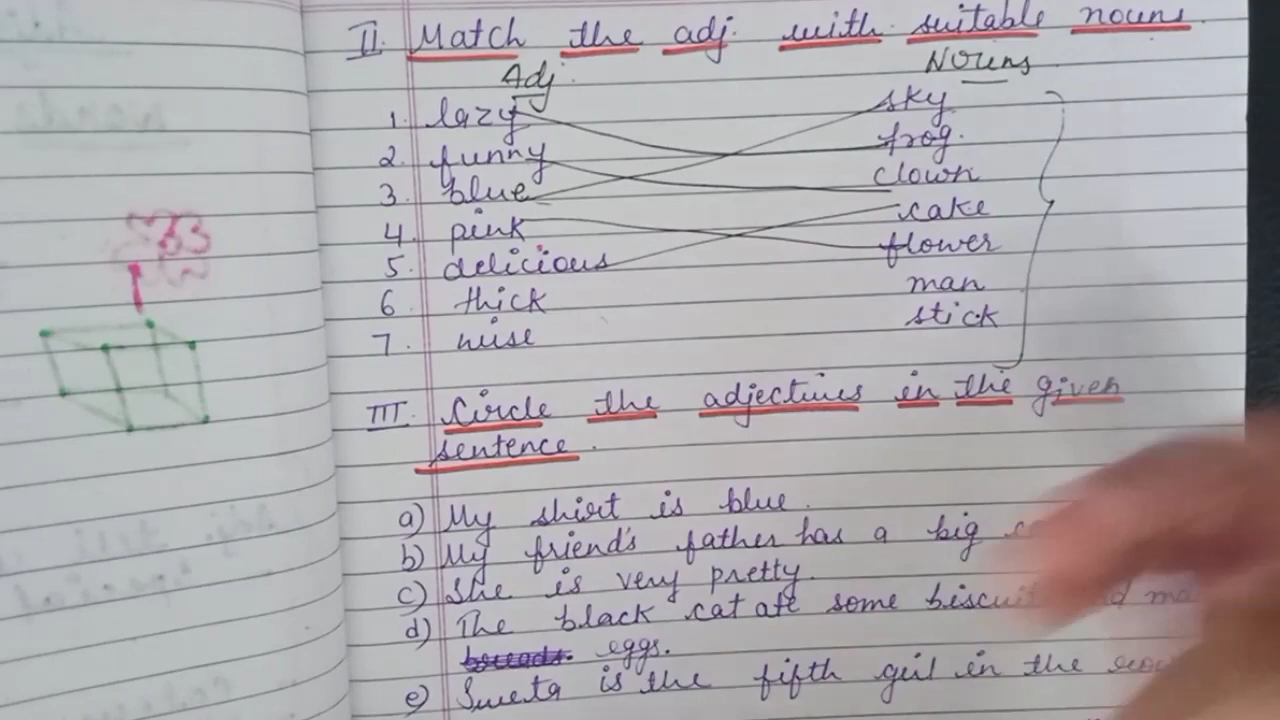 II. Match the adj. with suitable nouns.
Adj. Nouns
1. lazy sky
2. funny frog.
3. blue clown
4. pink cake
5. delicious flower
6. thick man
7. wise stick
III. Circle the adjectives in the given
sentence.
a) My shirt is blue.
b) My friend's father has a big
c) She is very pretty.
d) The black cat ate some
eggs.
e) Sweta is the fifth girl in the